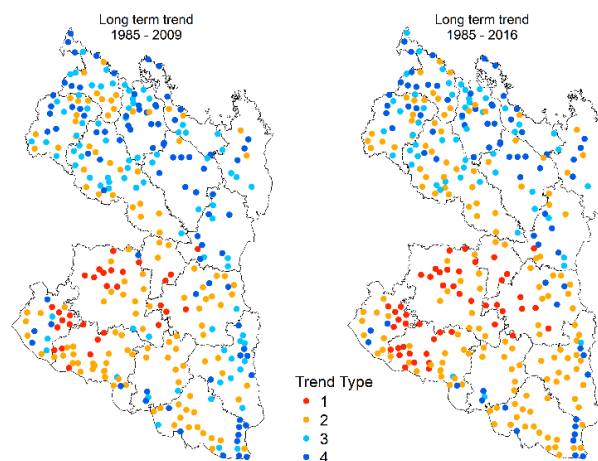 Long term trend
1985 - 2009
Long term trend
1985 - 2016
Trend Type
1
2
3
4